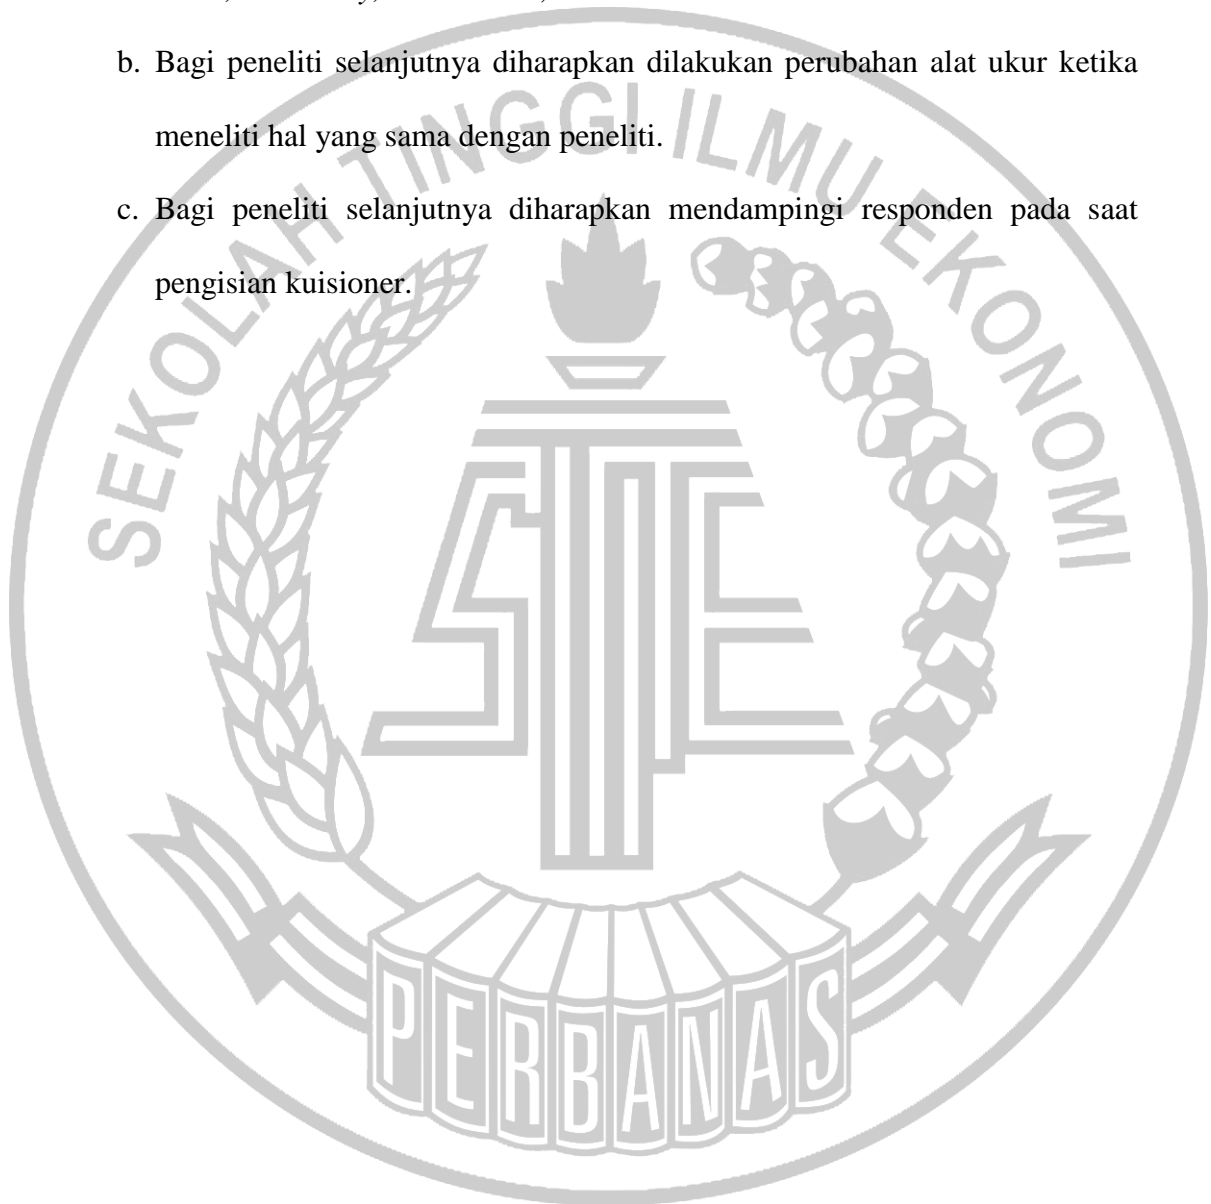 b. Bagi peneliti selanjutnya diharapkan dilakukan perubahan alat ukur ketika
meneliti hal yang sama dengan peneliti.
c. Bagi peneliti selanjutnya diharapkan mendampingi responden pada saat
pengisian kuisioner.
SEKOLAH TINGGI ILMU EKONOMI
STIE
PERBANAS